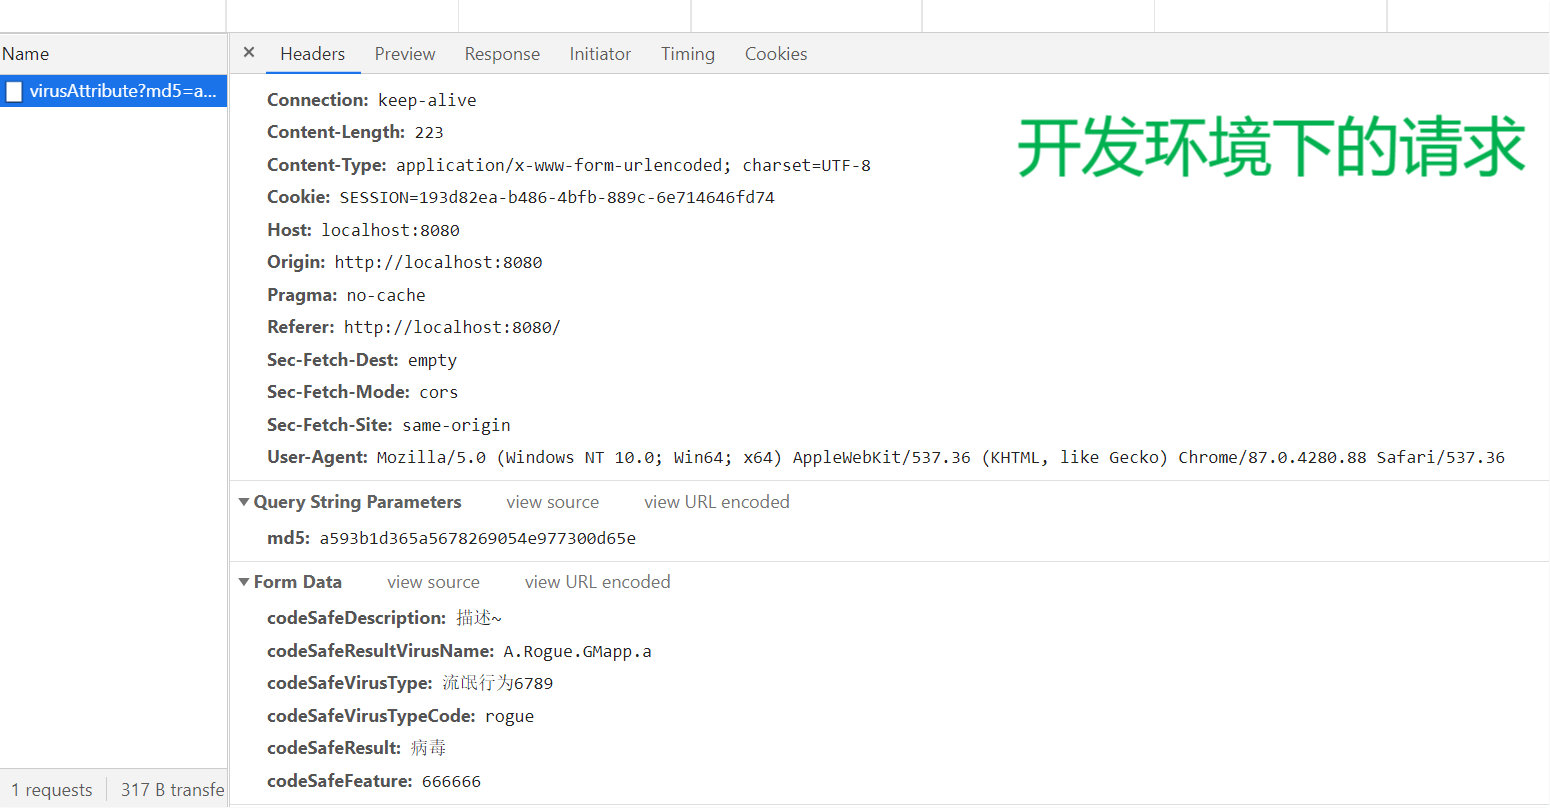 Name
virusAttribute?md5=a...
1 requests
317 B transfe
× Headers Preview Response Initiator Timing Cookies
开发环境下的请求
Connection: keep-alive
Content-Length: 223
Content-Type: application/x-www-form-urlencoded; charset=UTF-8
Cookie: SESSION=193d82ea-b486-4bfb-889c-6e714646fd74
Host: localhost:8080
Origin: http://localhost:8080
Pragma: no-cache
Referer: http://localhost:8080/
Sec-Fetch-Dest: empty
Sec-Fetch-Mode: cors
Sec-Fetch-Site: same-origin
User-Agent: Mozilla/5.0 (Windows NT 10.0; Win64; x64) AppleWebKit/537.36 (KHTML, like Gecko) Chrome/87.0.4280.88 Safari/537.36
Query String Parameters view source view URL encoded
md5: a593b1d365a5678269054e977300d65e
Form Data view source view URL encoded
codeSafeDescription: 描述~
codeSafeResultVirusName: A.Rogue.GMapp.a
codeSafeVirusType: 流氓行为6789
codeSafeVirusTypeCode: rogue
codeSafeResult: 病毒
codeSafeFeature: 666666